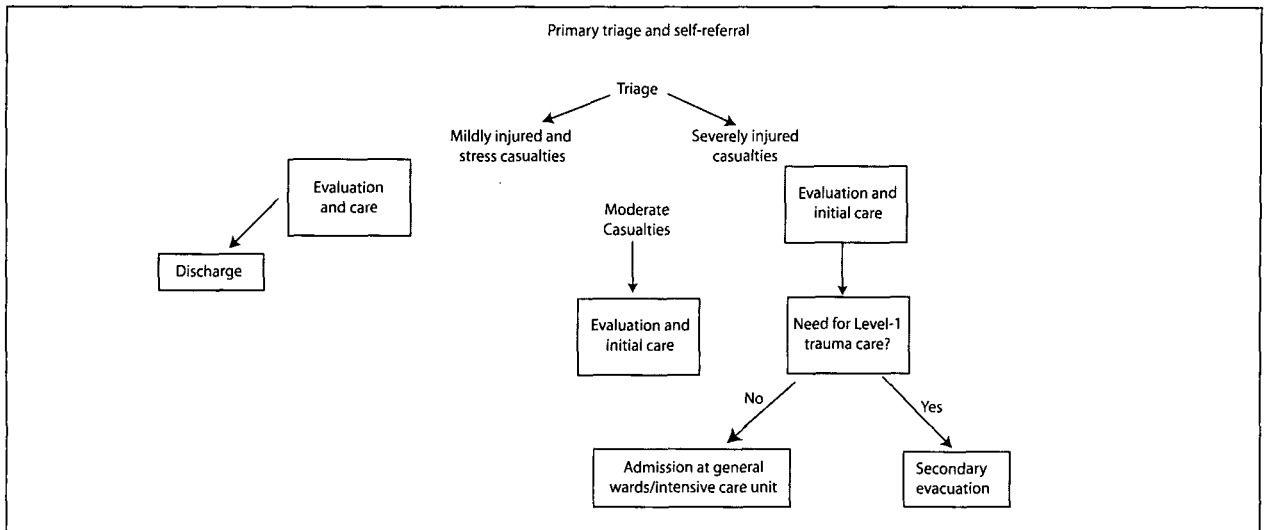 Primary triage and self-referral
Triage
Mildly injured and
stress casualties
Severely injured
casualties
Evaluation
and care
Evaluation and
initial care
Moderate
Casualties
Discharge
Evaluation and
initial care
Need for Level-1
trauma care?
No
Yes
Admission at general
wards/intensive care unit
Secondary
evacuation